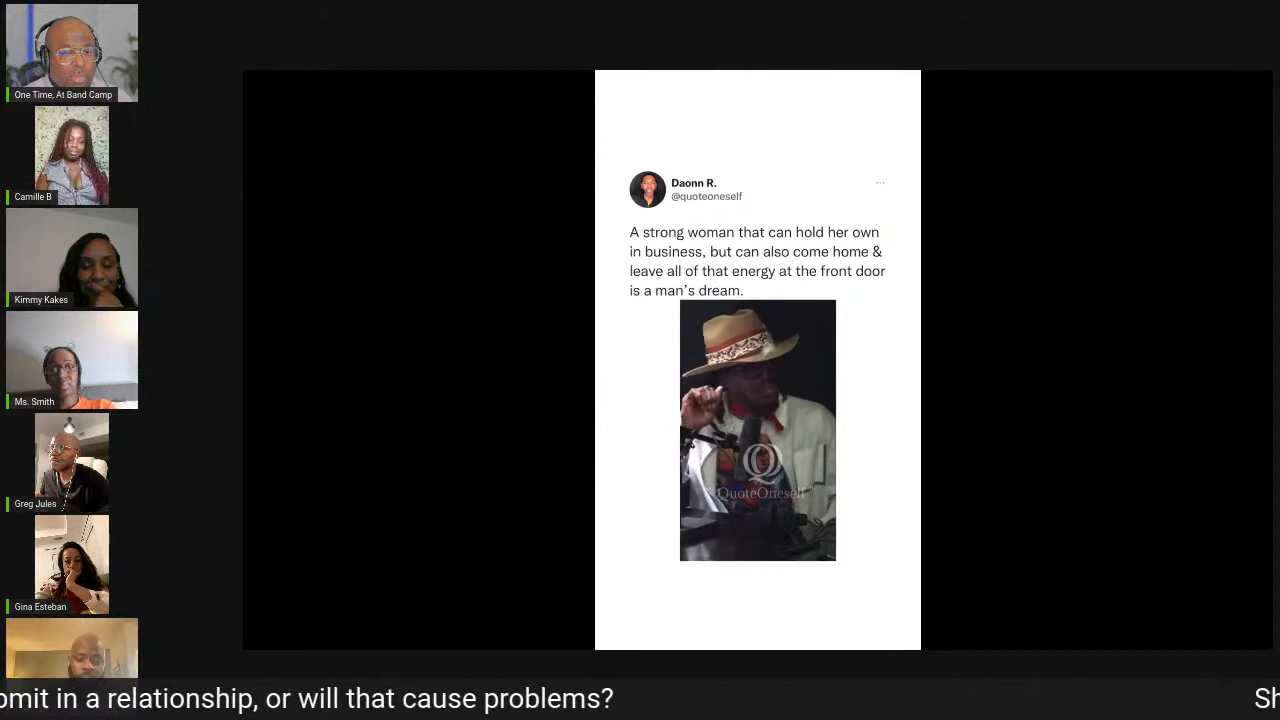 One Time, At Band Camp
Camille B
Kimmy Kakes
Ms. Smith
Greg Jules
Gina Esteban
Daonn R.
@quoteoneself
...
A strong woman that can hold her own
in business, but can also come home &
leave all of that energy at the front door
is a man's dream.
QuoteOneself
in a relationship, or will that cause problems?